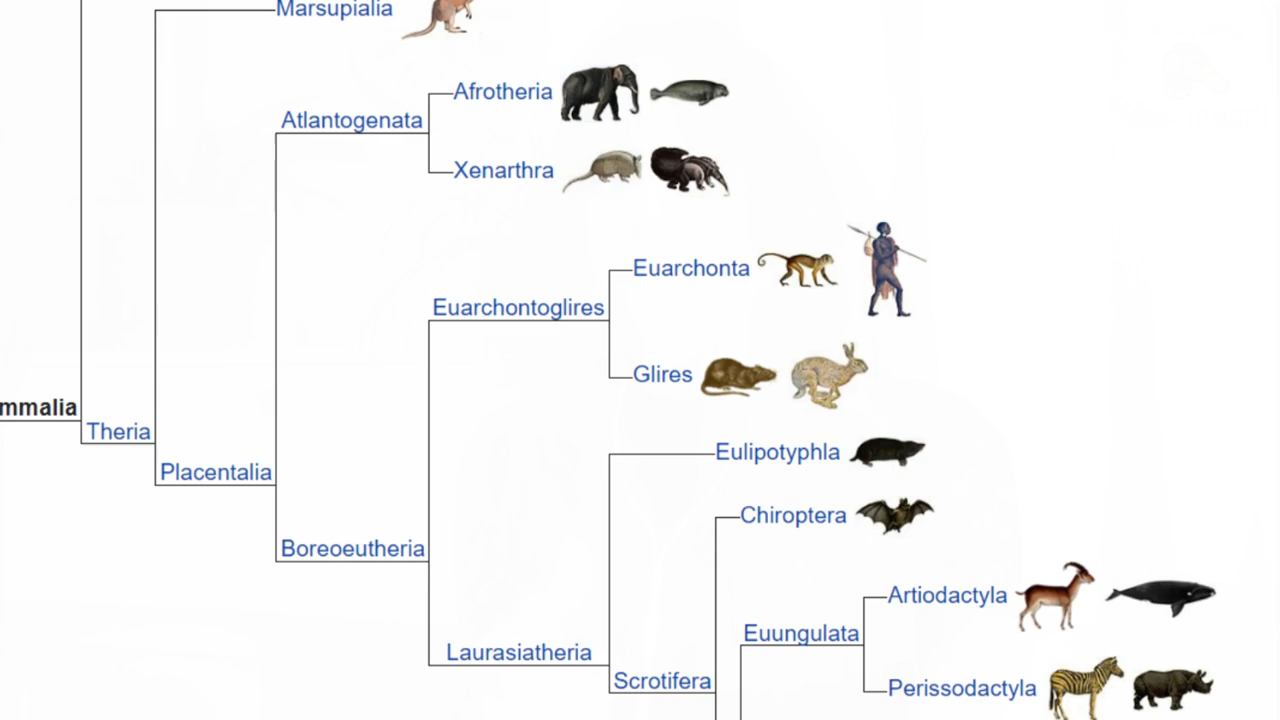 Marsupialia
Afrotheria
Atlantogenata
Xenarthra
Euarchonta
Euarchontoglires
Glires
mmalia
Theria
Eulipotyphla
Placentalia
Chiroptera
Boreoeutheria
Artiodactyla
Euungulata
Laurasiatheria
Scrotifera
Perissodactyla